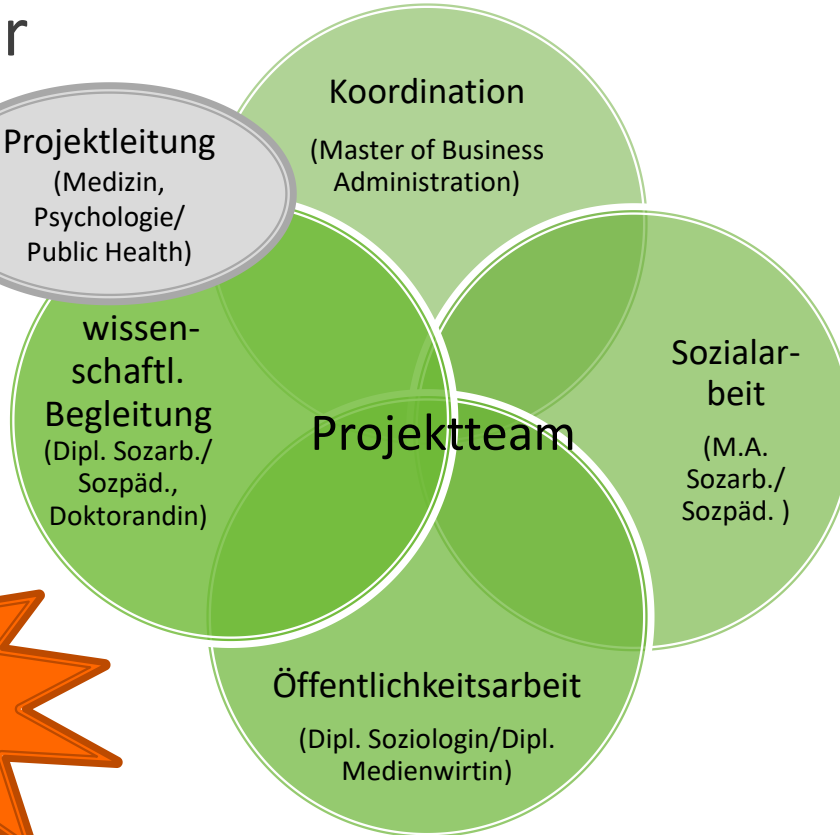 r
Koordination
(Master of Business
Administration)
Projektleitung
(Medizin,
Psychologie/
Public Health)
wissen-
schaftl.
Begleitung
(Dipl. Sozarb./
Sozpäd.,
Doktorandin)
Projektteam
Sozialar-
beit
(M.A.
Sozarb./
Sozpäd. )
Öffentlichkeitsarbeit
(Dipl. Soziologin/Dipl.
Medienwirtin)